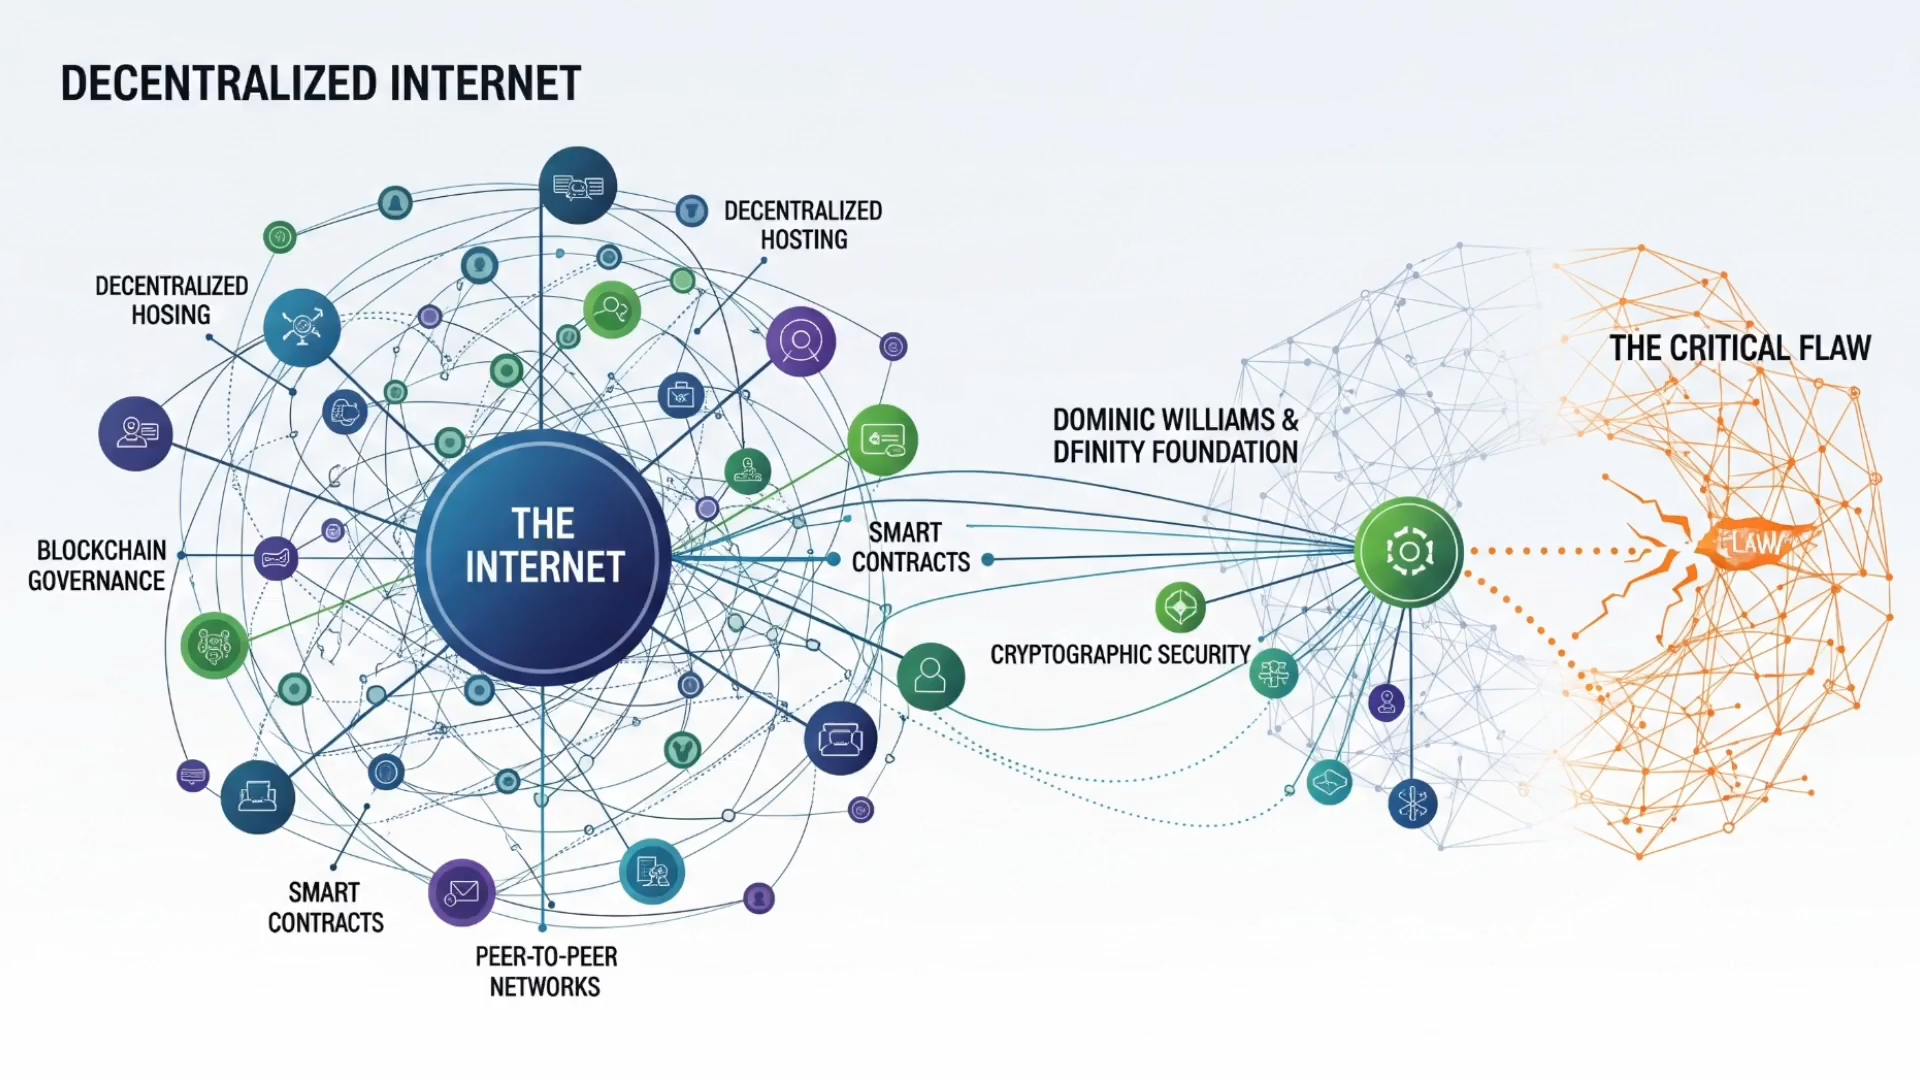 DECENTRALIZED INTERNET
DECENTRALIZED
HOSTING
DECENTRALIZED
HOSING
THE CRITICAL FLAW
DOMINIC WILLIAMS &
DFINITY FOUNDATION
THE
INTERNET
SMART
CONTRACTS
FLAW
BLOCKCHAIN
GOVERNANCE
CRYPTOGRAPHIC SECURITY
SMART
CONTRACTS
PEER-TO-PEER
NETWORKS